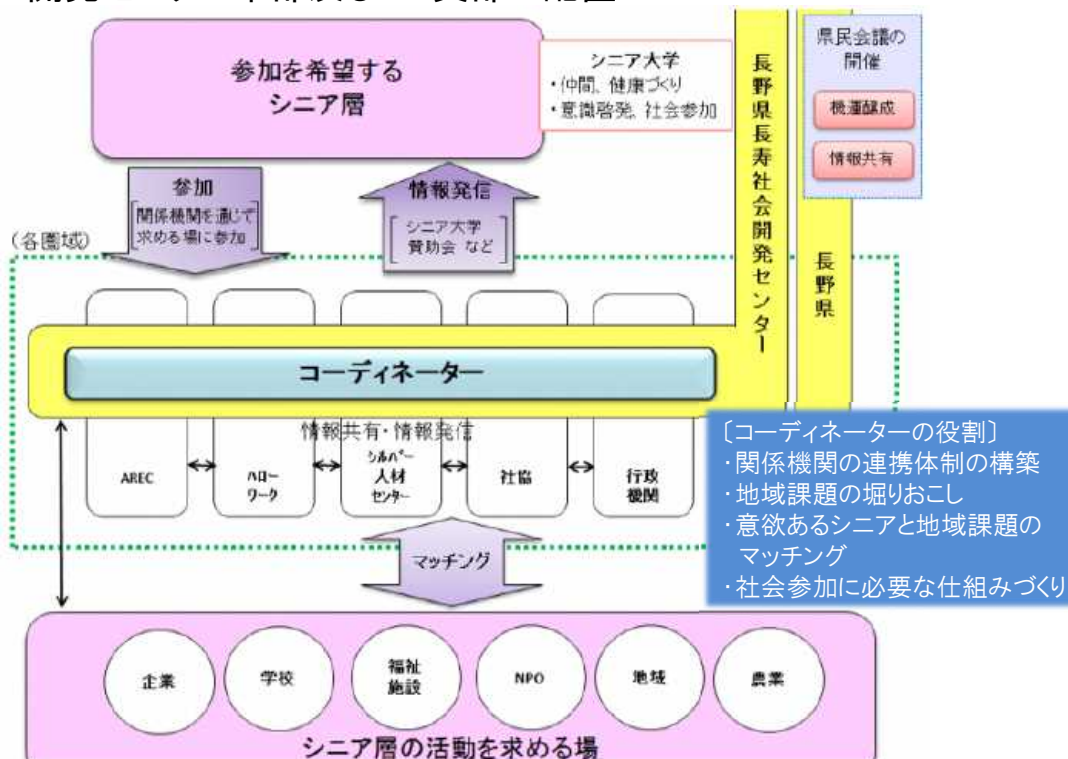 参加を希望する
シニア層
シニア大学
・仲間、健康づくり
・意識啓発、社会参加
長野県長寿社会開発センター
県民会議の
開催
機運醸成
情報共有
長野県
参加
関係機関を通じて
求める場に参加
情報発信
シニア大学
賛助会 など
(各圏域)
コーディネーター
情報共有・情報発信
AREC
ハロー
ワーク
シルバー
人材
センター
社協
行政
機関
〔コーディネーターの役割〕
・関係機関の連携体制の構築
・地域課題の堀りおこし
・意欲あるシニアと地域課題の
マッチング
・社会参加に必要な仕組みづくり
マッチング
企業
学校
福祉
施設
NPO
地域
農業
シニア層の活動を求める場